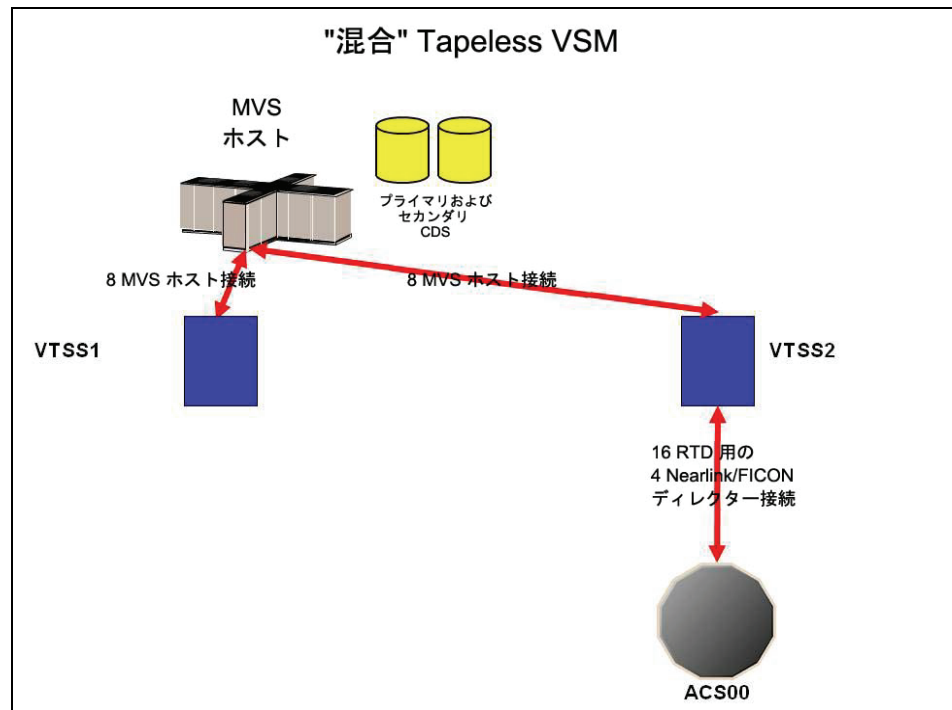 "混合" Tapeless VSM
MVS
ホスト
プライマリおよび
セカンダリ
CDS
8 MVS ホスト接続
8 MVS ホスト接続
VTSS1
VTSS2
16 RTD 用の
4 Nearlink/FICON
ディレクター接続
ACS00